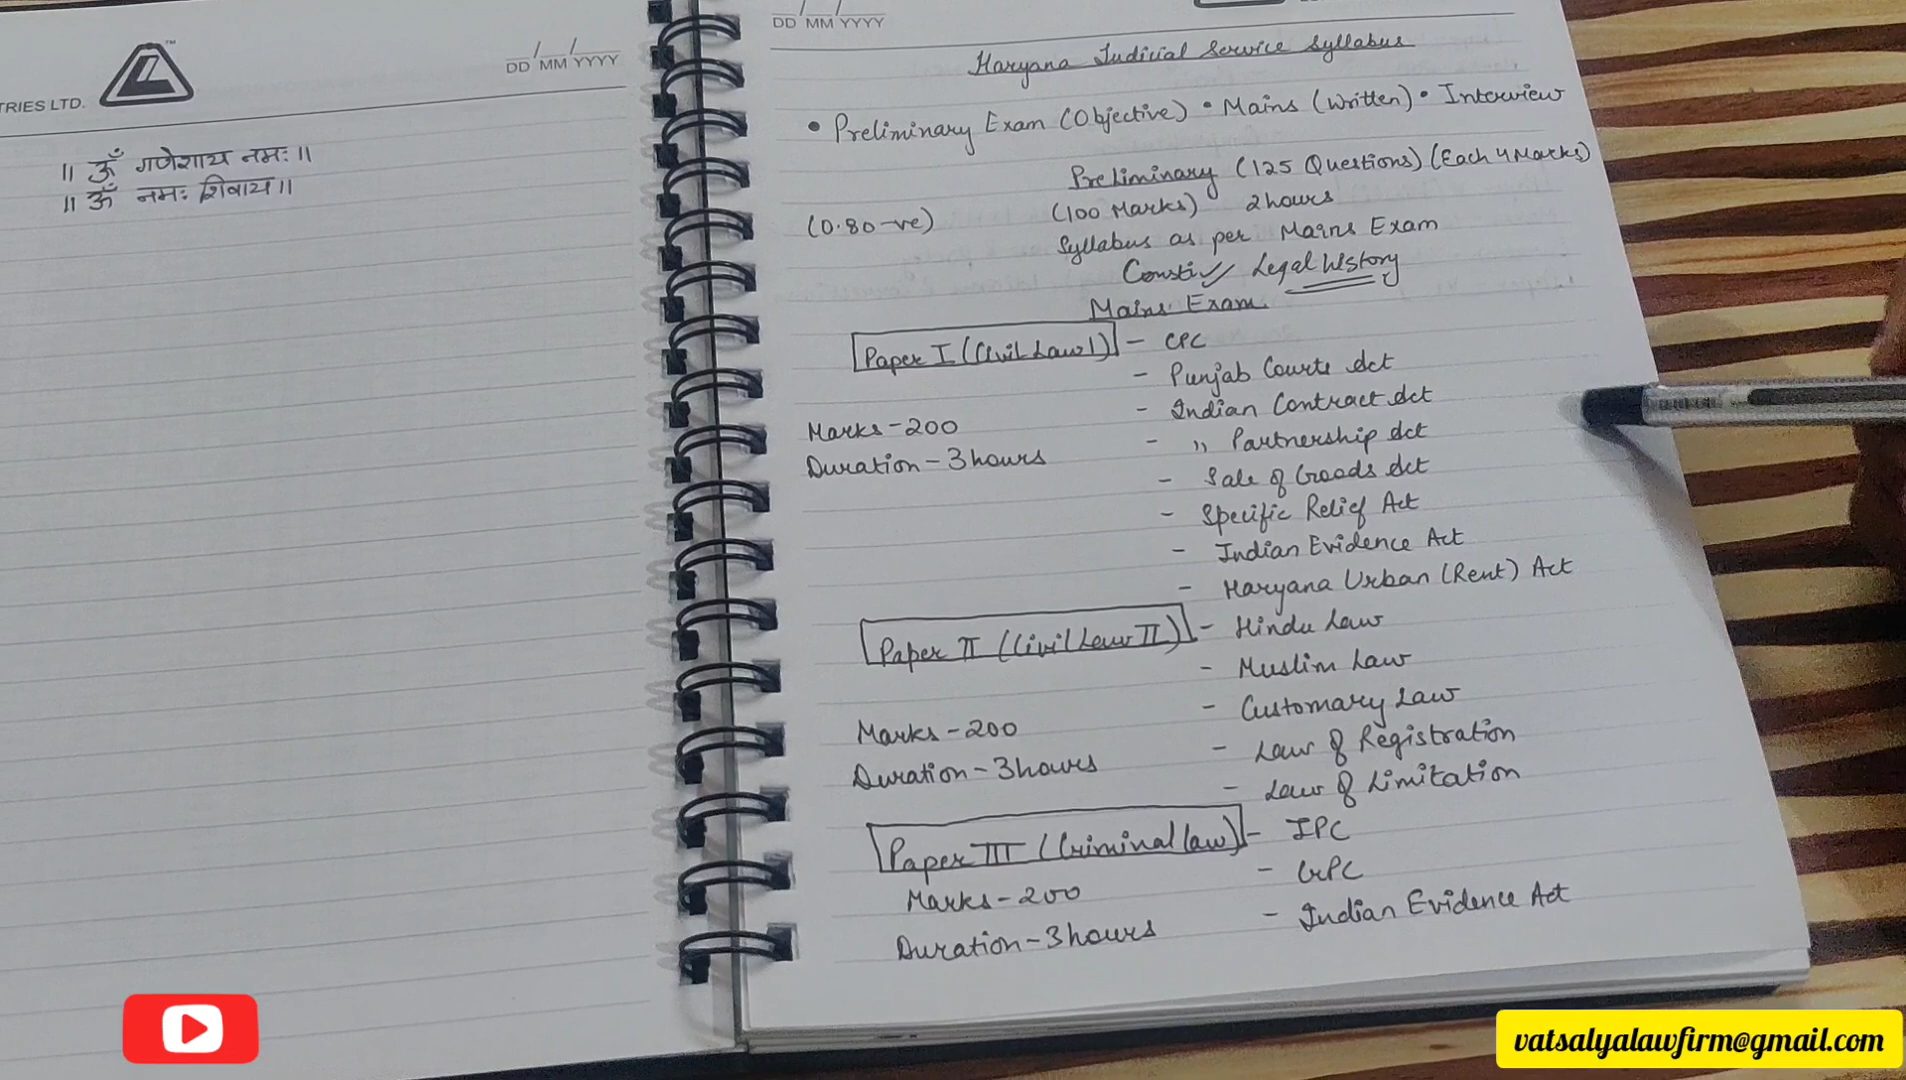 TRIES LTD.
DD MM YYYY
|| ॐ गणेशाय नमः ||
|| ॐ नमः शिवाय ||
DD MM YYYY
Haryana Judicial Service Syllabus
• Preliminary Exam (Objective) • Mains (Written) • Interview
Preliminary (125 Questions) (Each 4 Marks)
(0.80-ve) (100 Marks) 2 hours
Syllabus as per Mains Exam
Consti Legal history
Mains Exam
Paper I (Civil Law I) - CPC
- Punjab Courts Act
- Indian Contract Act
Marks - 200
- ,, Partnership Act
Duration - 3 hours
- Sale of Goods Act
- Specific Relief Act
- Indian Evidence Act
- Haryana Urban (Rent) Act
Paper II (Civil Law II) - Hindu Law
- Muslim Law
Marks - 200
- Customary Law
Duration - 3 hours
- Law of Registration
- Law of Limitation
Paper III (Criminal law) - IPC
Marks - 200
- CrPC
Duration - 3 hours
- Indian Evidence Act
vatsalyalawfirm@gmail.com